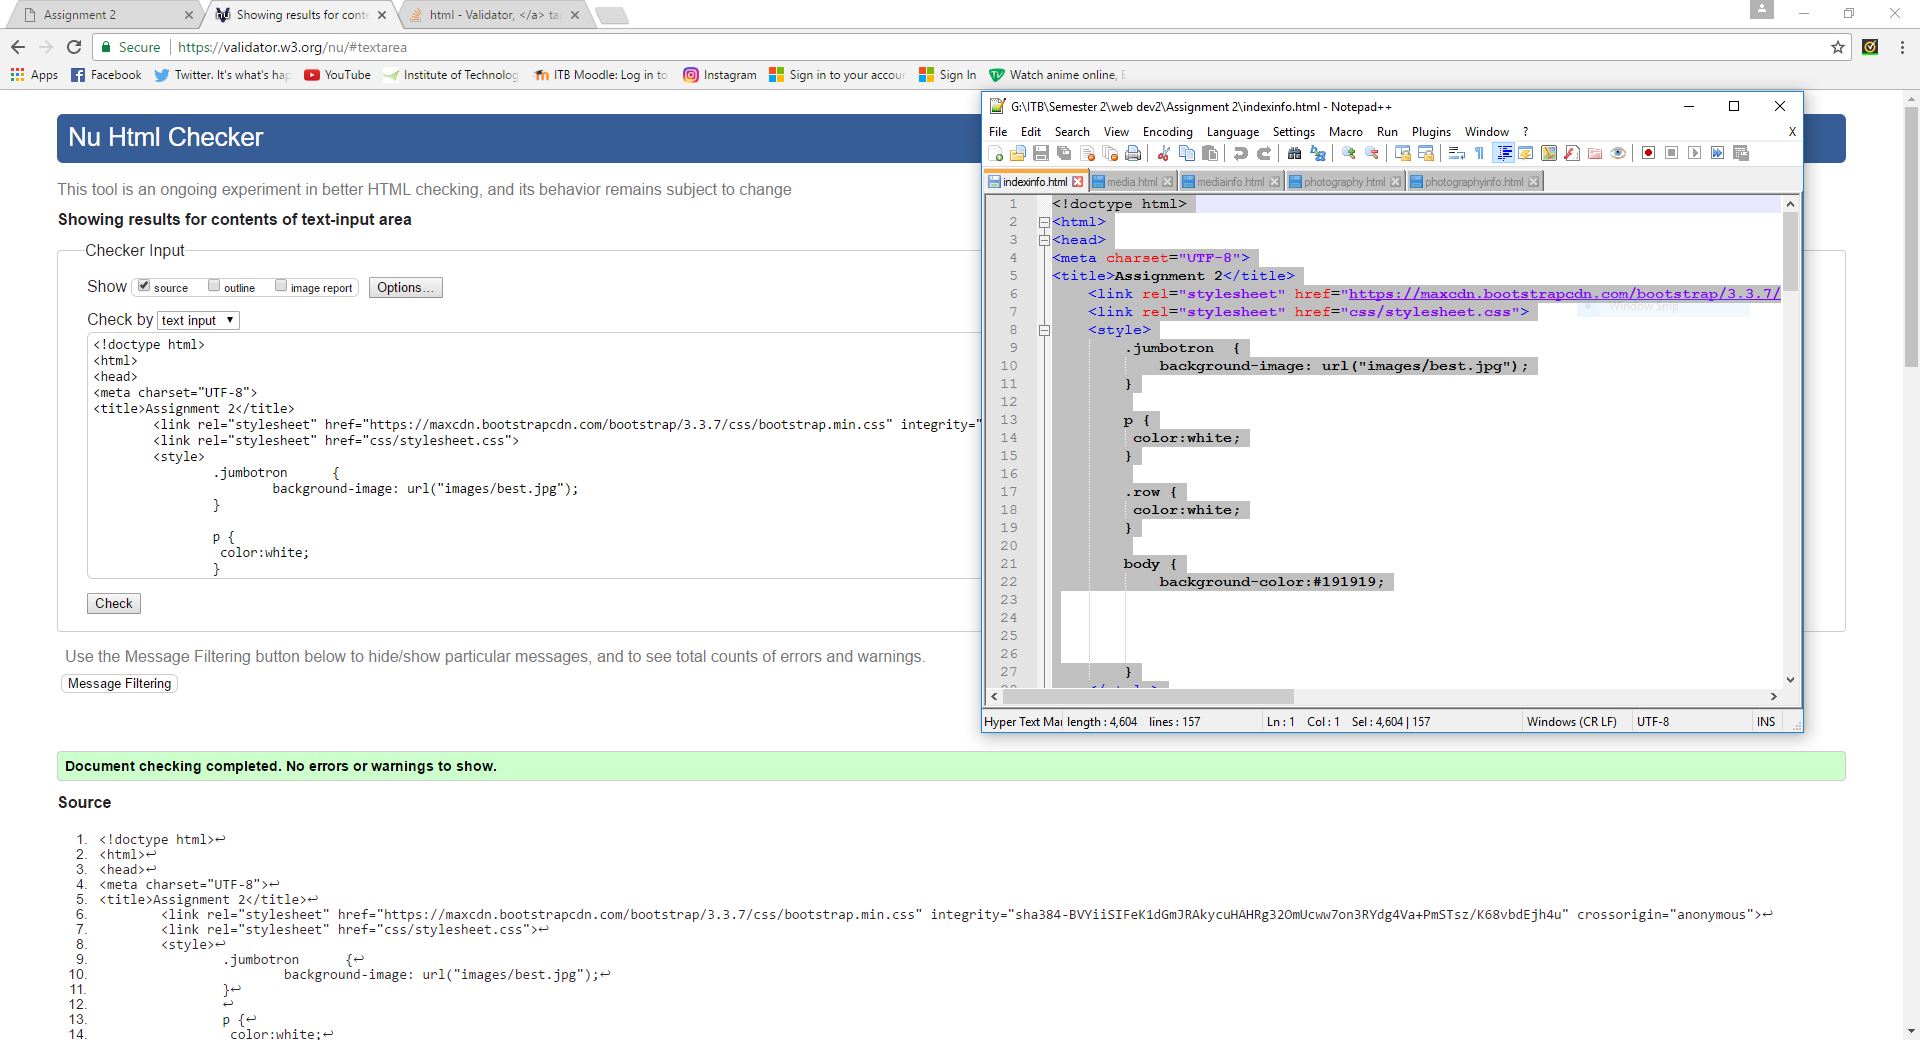 Assignment 2
Showing results for conte
html - Validator, </a> ta
Secure
https://validator.w3.org/nu/#textarea
Apps
Facebook
Twitter. It's what's hap
YouTube
Institute of Technolog
ITB Moodle: Log in to
Instagram
Sign in to your accour
Sign In
Watch anime online, E
Nu Html Checker
This tool is an ongoing experiment in better HTML checking, and its behavior remains subject to change
Showing results for contents of text-input area
Checker Input
Show source outline image report Options...
Check by text input
<!doctype html>
<html>
<head>
<meta charset="UTF-8">
<title>Assignment 2</title>
<link rel="stylesheet" href="https://maxcdn.bootstrapcdn.com/bootstrap/3.3.7/css/bootstrap.min.css" integrity="
<link rel="stylesheet" href="css/stylesheet.css">
<style>
.jumbotron {
background-image: url("images/best.jpg");
}
p {
color:white;
}
Check
Use the Message Filtering button below to hide/show particular messages, and to see total counts of errors and warnings.
Message Filtering
Document checking completed. No errors or warnings to show.
Source
1. <!doctype html>↩
2. <html>↩
3. <head>↩
4. <meta charset="UTF-8">↩
5. <title>Assignment 2</title>↩
6. <link rel="stylesheet" href="https://maxcdn.bootstrapcdn.com/bootstrap/3.3.7/css/bootstrap.min.css" integrity="sha384-BVYiiSIFeK1dGmJRAkycuHAHRg32OmUcww7on3RYdg4Va+PmSTsz/K68vbdEjh4u" crossorigin="anonymous">↩
7. <link rel="stylesheet" href="css/stylesheet.css">↩
8. <style>↩
9. .jumbotron {↩
10. background-image: url("images/best.jpg");↩
11. }↩
12. ↩
13. p {↩
14. color:white;↩
G:\ITB\Semester 2\web dev2\Assignment 2\indexinfo.html - Notepad++
File Edit Search View Encoding Language Settings Macro Run Plugins Window ? X
indexinfo.html media.html mediainfo.html photography.html photographyinfo.html
1 <!doctype html>
2 <html>
3 <head>
4 <meta charset="UTF-8">
5 <title>Assignment 2</title>
6 <link rel="stylesheet" href="https://maxcdn.bootstrapcdn.com/bootstrap/3.3.7/
7 <link rel="stylesheet" href="css/stylesheet.css">
Window Snip
8 <style>
9 .jumbotron {
10 background-image: url("images/best.jpg");
11 }
12
13 p {
14 color:white;
15 }
16
17 .row {
18 color:white;
19 }
20
21 body {
22 background-color:#191919;
23
24
25
26
27 }
Hyper Text Mar length : 4,604 lines : 157 Ln : 1 Col : 1 Sel : 4,604 | 157 Windows (CR LF) UTF-8 INS